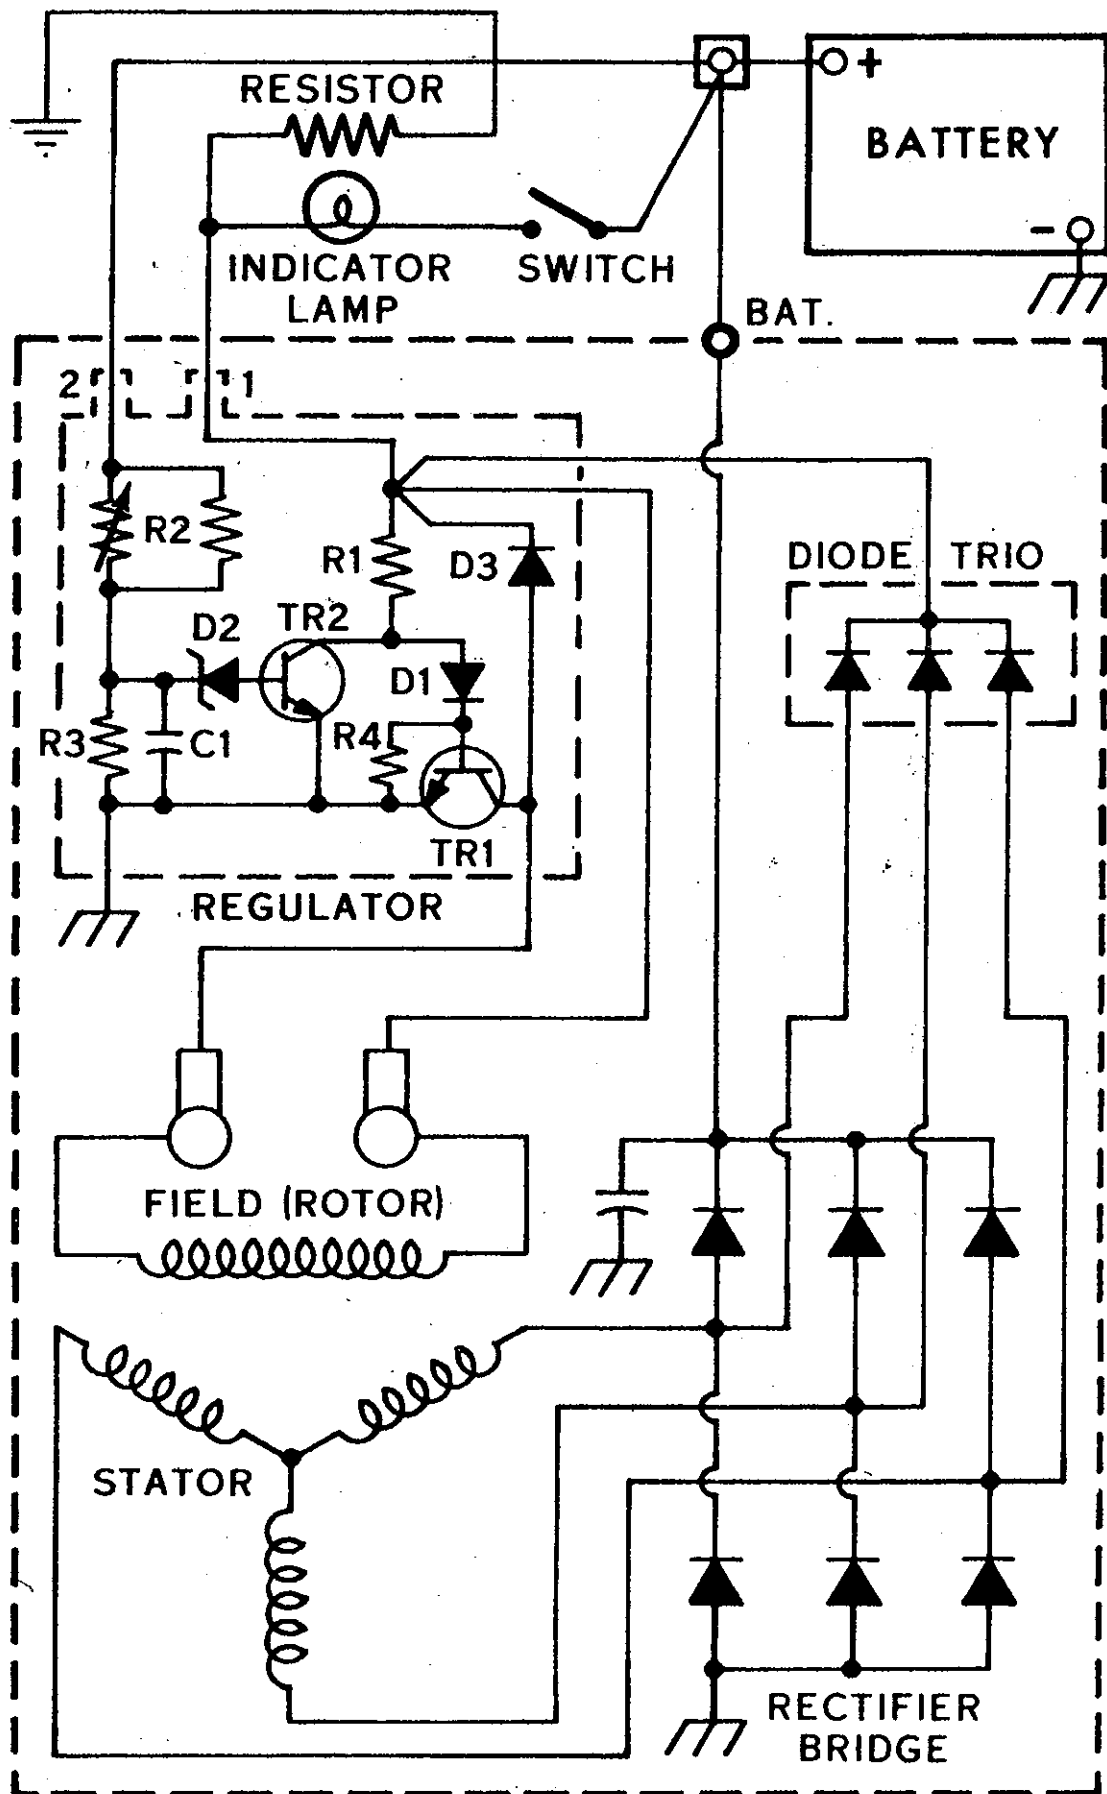 RESISTOR
+
BATTERY
-
INDICATOR
LAMP
SWITCH
BAT.
2
1
R2
R1
D3
DIODE TRIO
D2
TR2
D1
R3
C1
R4
TR1
REGULATOR
FIELD (ROTOR)
STATOR
RECTIFIER
BRIDGE